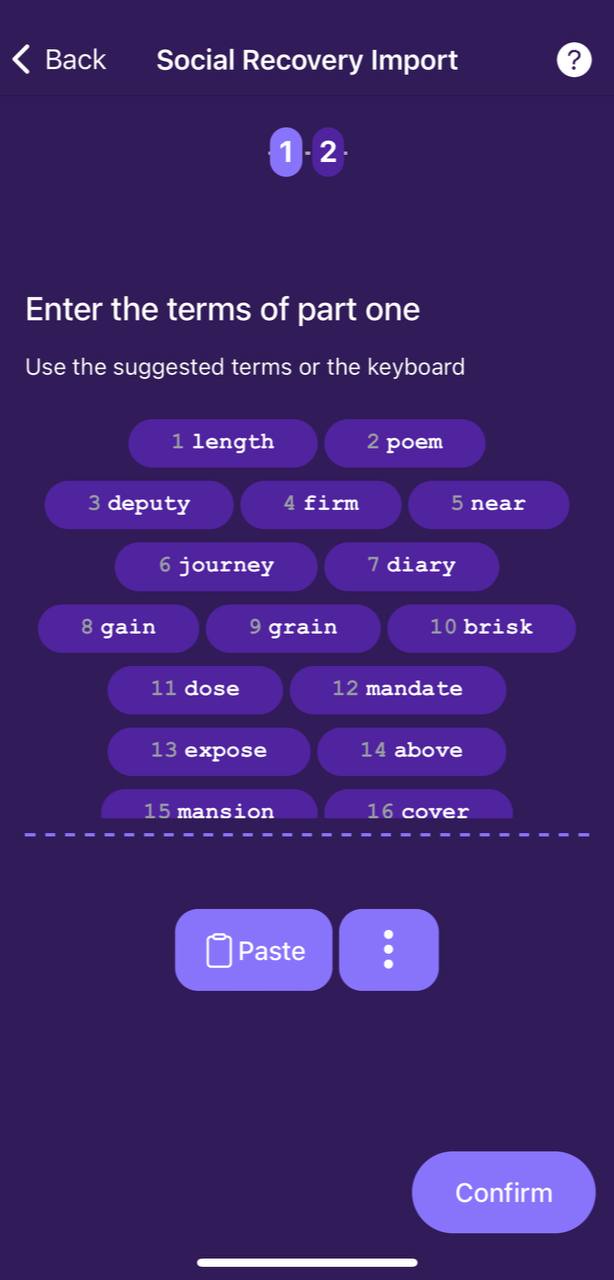 Back Social Recovery Import ?
1 2
Enter the terms of part one
Use the suggested terms or the keyboard
1 length 2 poem
3 deputy 4 firm 5 near
6 journey 7 diary
8 gain 9 grain 10 brisk
11 dose 12 mandate
13 expose 14 above
15 mansion 16 cover
Paste
Confirm